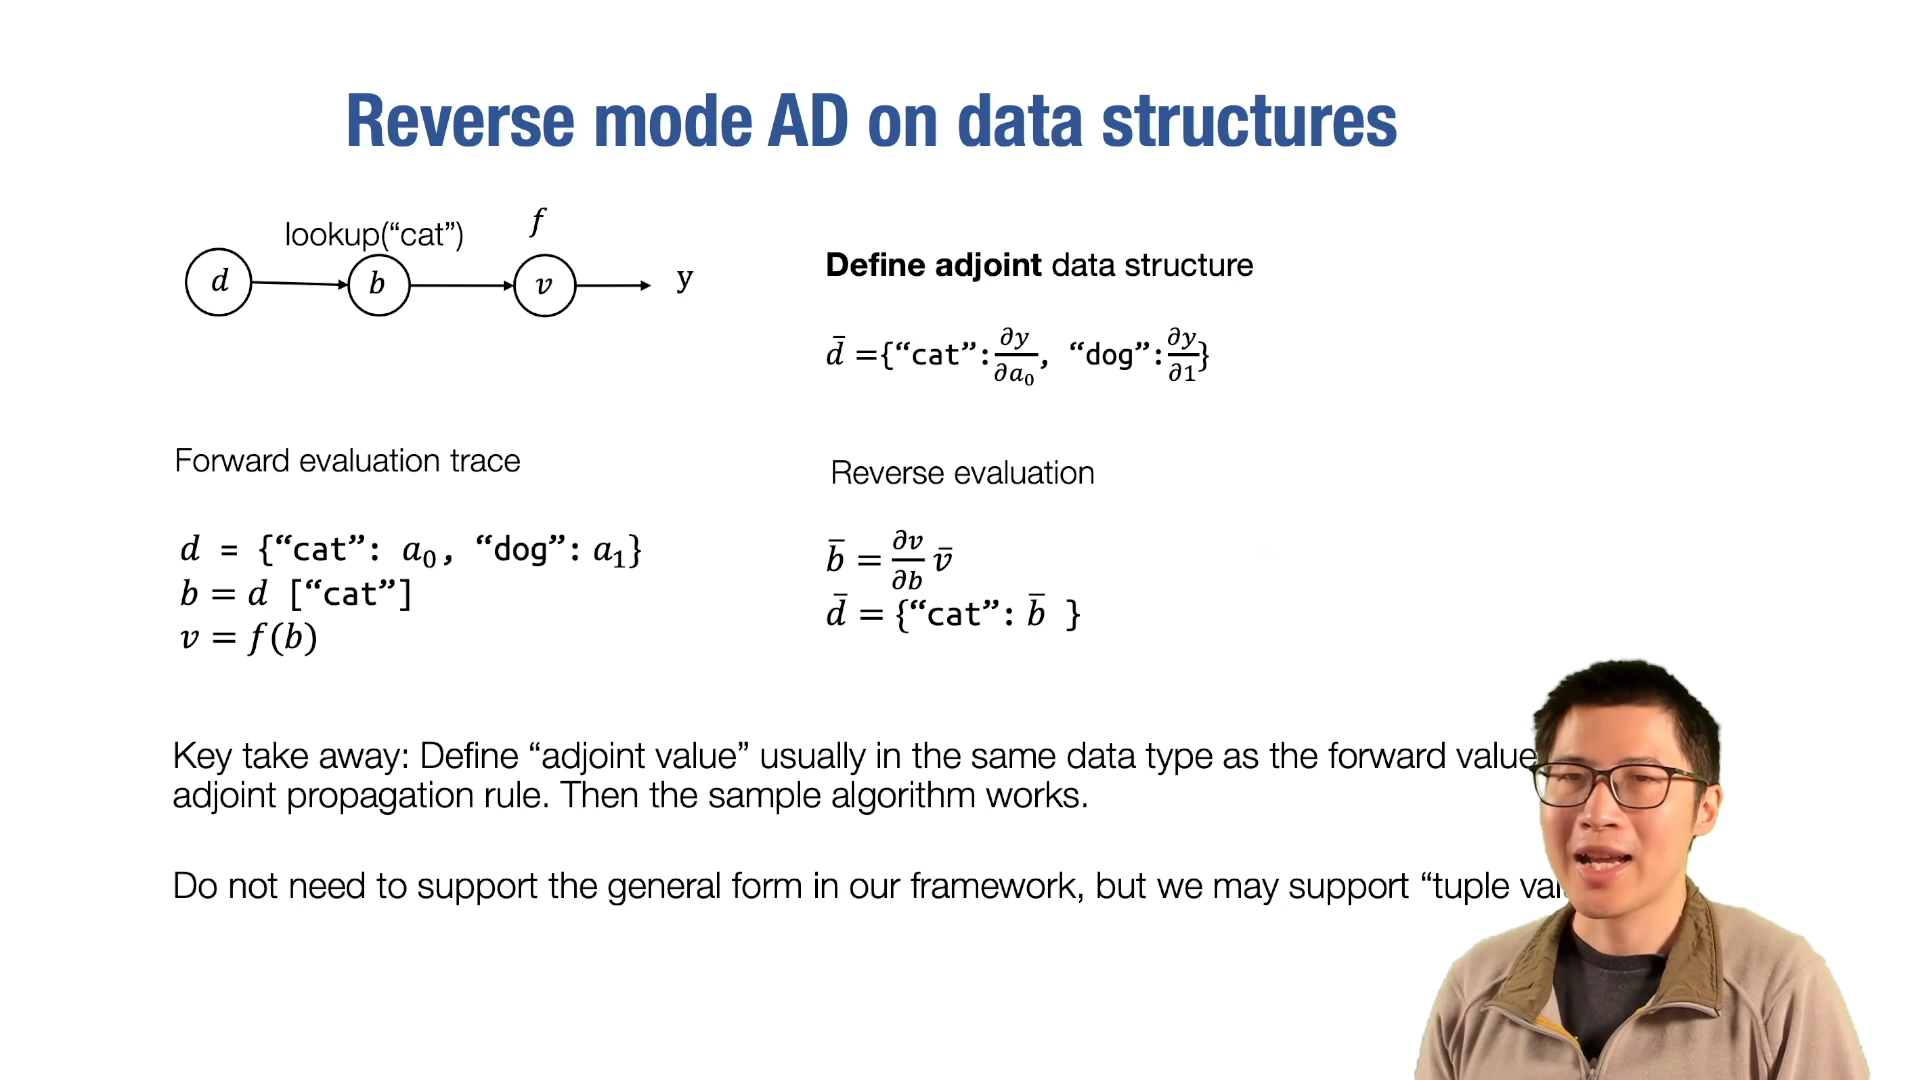 Reverse mode AD on data structures
lookup(“cat”)
f
d
b
v
y
Define adjoint data structure
d̄ ={“cat”:∂y/∂a₀, “dog”:∂y/∂1}
Forward evaluation trace
d = {“cat”: a₀, “dog”: a₁}
b = d [“cat”]
v = f(b)
Reverse evaluation
b̄ = ∂v/∂b v̄
d̄ = {“cat”: b̄ }
Key take away: Define “adjoint value” usually in the same data type as the forward value
adjoint propagation rule. Then the sample algorithm works.
Do not need to support the general form in our framework, but we may support “tuple